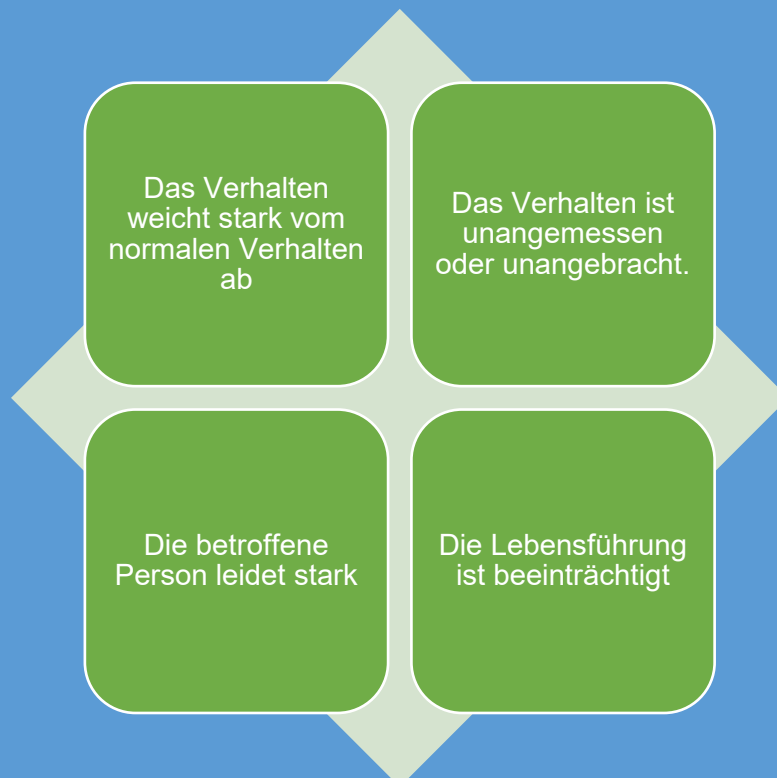 Das Verhalten
weicht stark vom
normalen Verhalten
ab
Das Verhalten ist
unangemessen
oder unangebracht.
Die betroffene
Person leidet stark
Die Lebensführung
ist beeinträchtigt